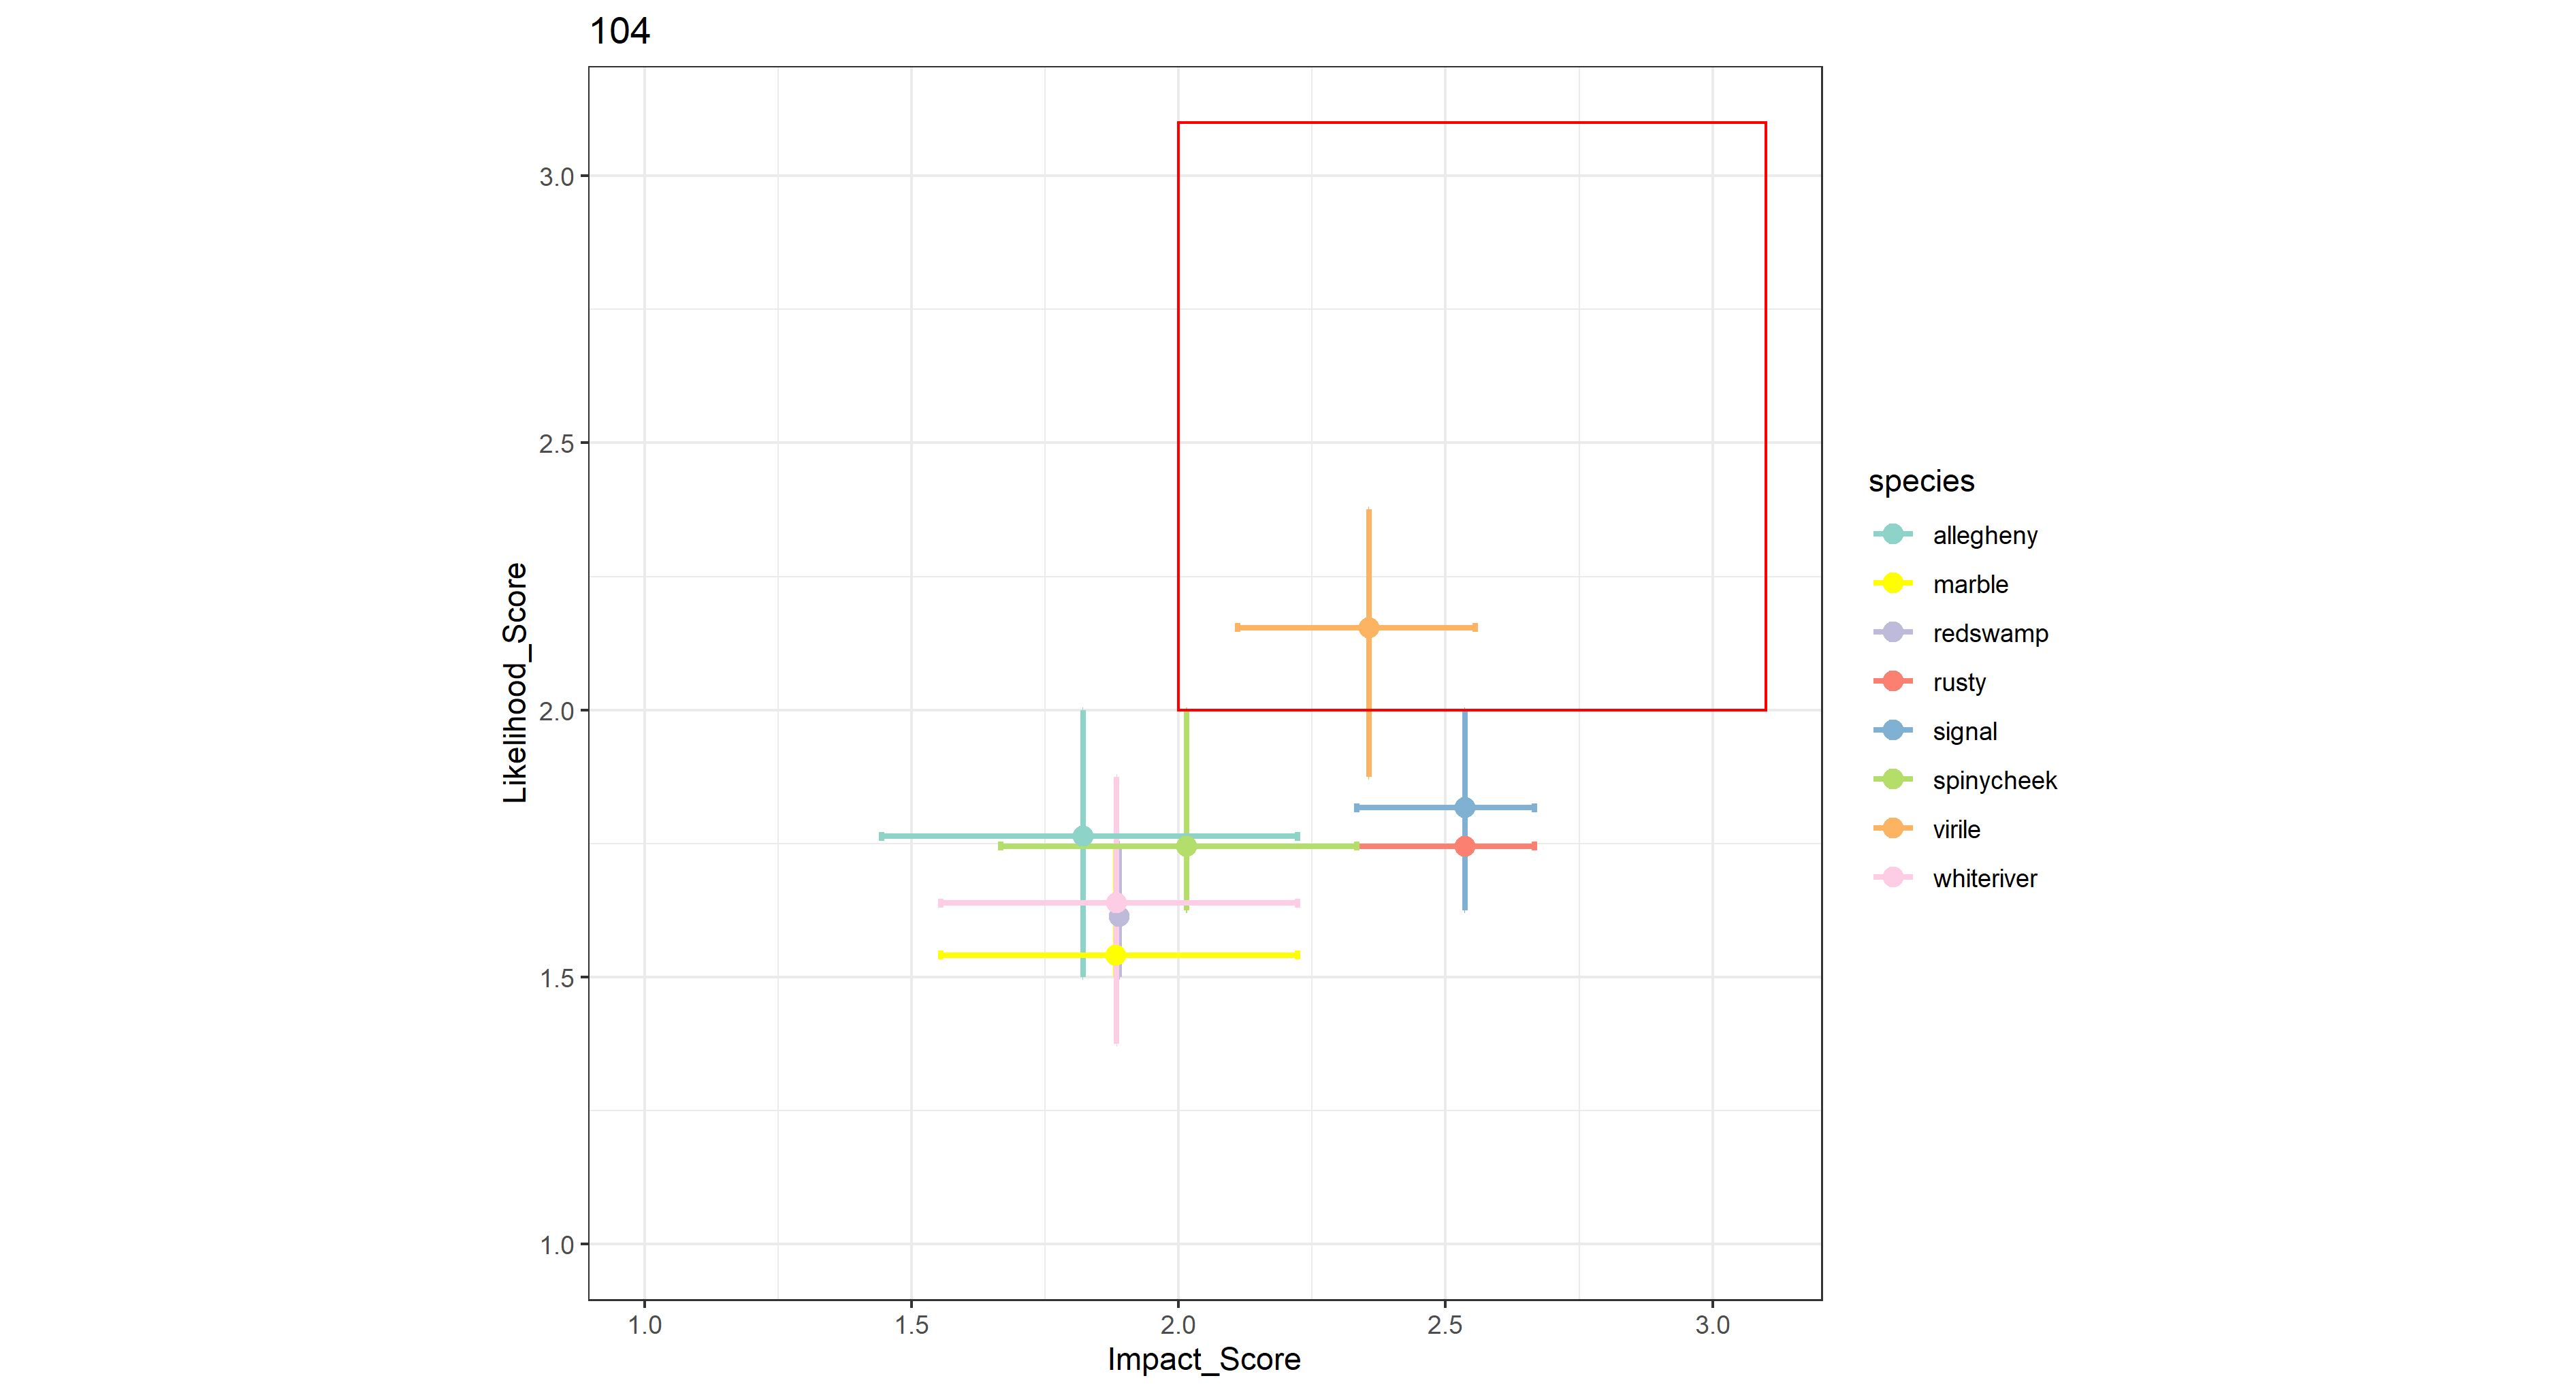 104
Likelihood_Score
3.0
2.5
2.0
1.5
1.0
1.0 1.5 2.0 2.5 3.0
Impact_Score
species
allegheny
marble
redswamp
rusty
signal
spinycheek
virile
whiteriver